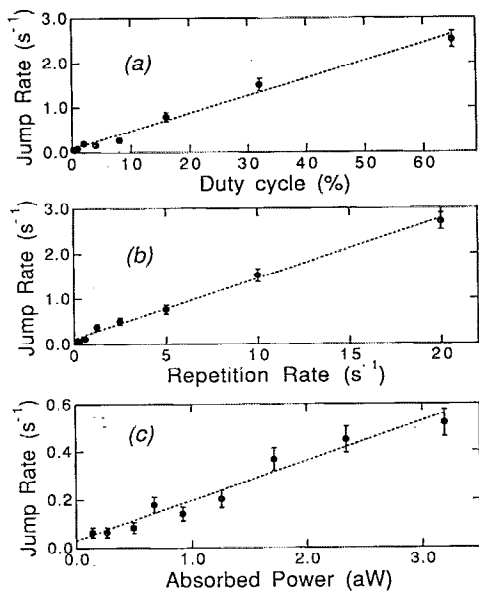 3.0
2.0
1.0
0
Jump Rate (s⁻¹)
(a)
0 10 20 30 40 50 60
Duty cycle (%)
3.0
2.0
1.0
0
Jump Rate (s⁻¹)
(b)
0 5 10 15 20
Repetition Rate (s⁻¹)
0.6
0.4
0.2
0
Jump Rate (s⁻¹)
(c)
0.0 1.0 2.0 3.0
Absorbed Power (aW)